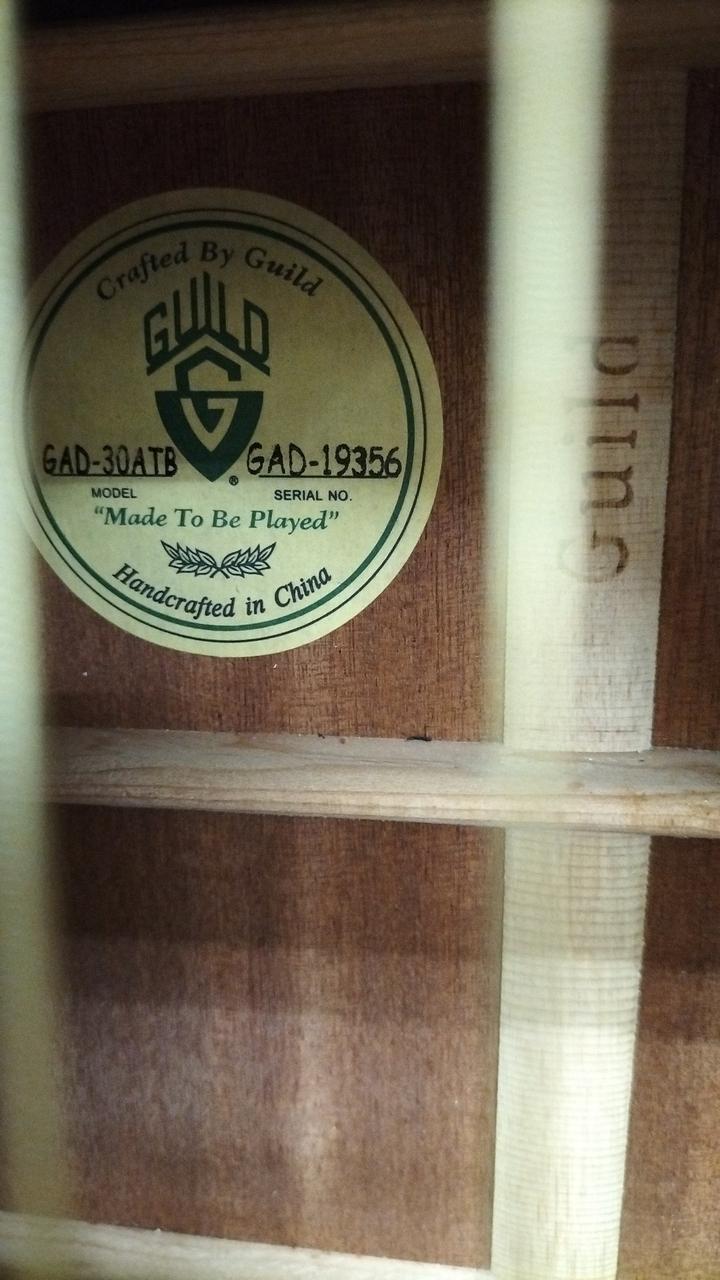 Crafted By Guild
GUILD
G
GAD-30ATB GAD-19356
®
MODEL SERIAL NO.
"Made To Be Played"
Handcrafted in China
Guild